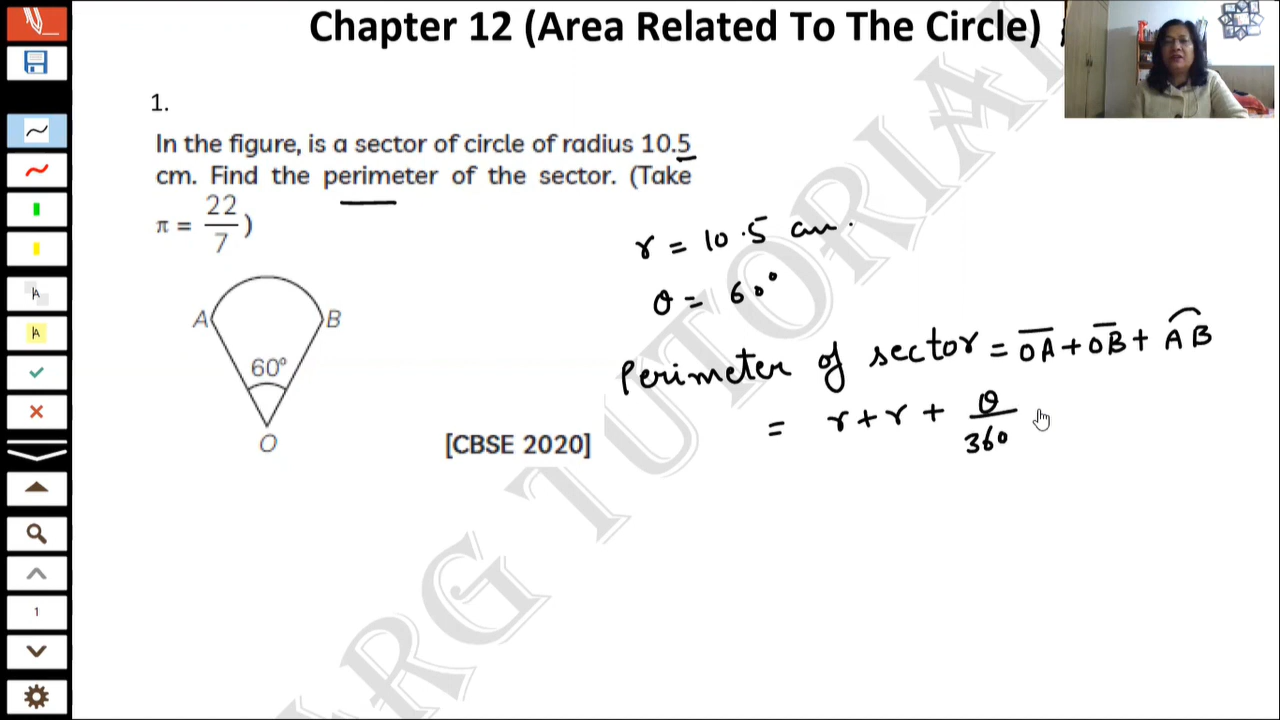 Chapter 12 (Area Related To The Circle)
1.
In the figure, is a sector of circle of radius 10.5
cm. Find the perimeter of the sector. (Take
π = 22/7)
A
B
60°
O
[CBSE 2020]
r = 10.5 cm.
θ = 60°
Perimeter of sector = OA + OB + AB
= r + r + θ/360
ARG TUTORIAL
A
A
1